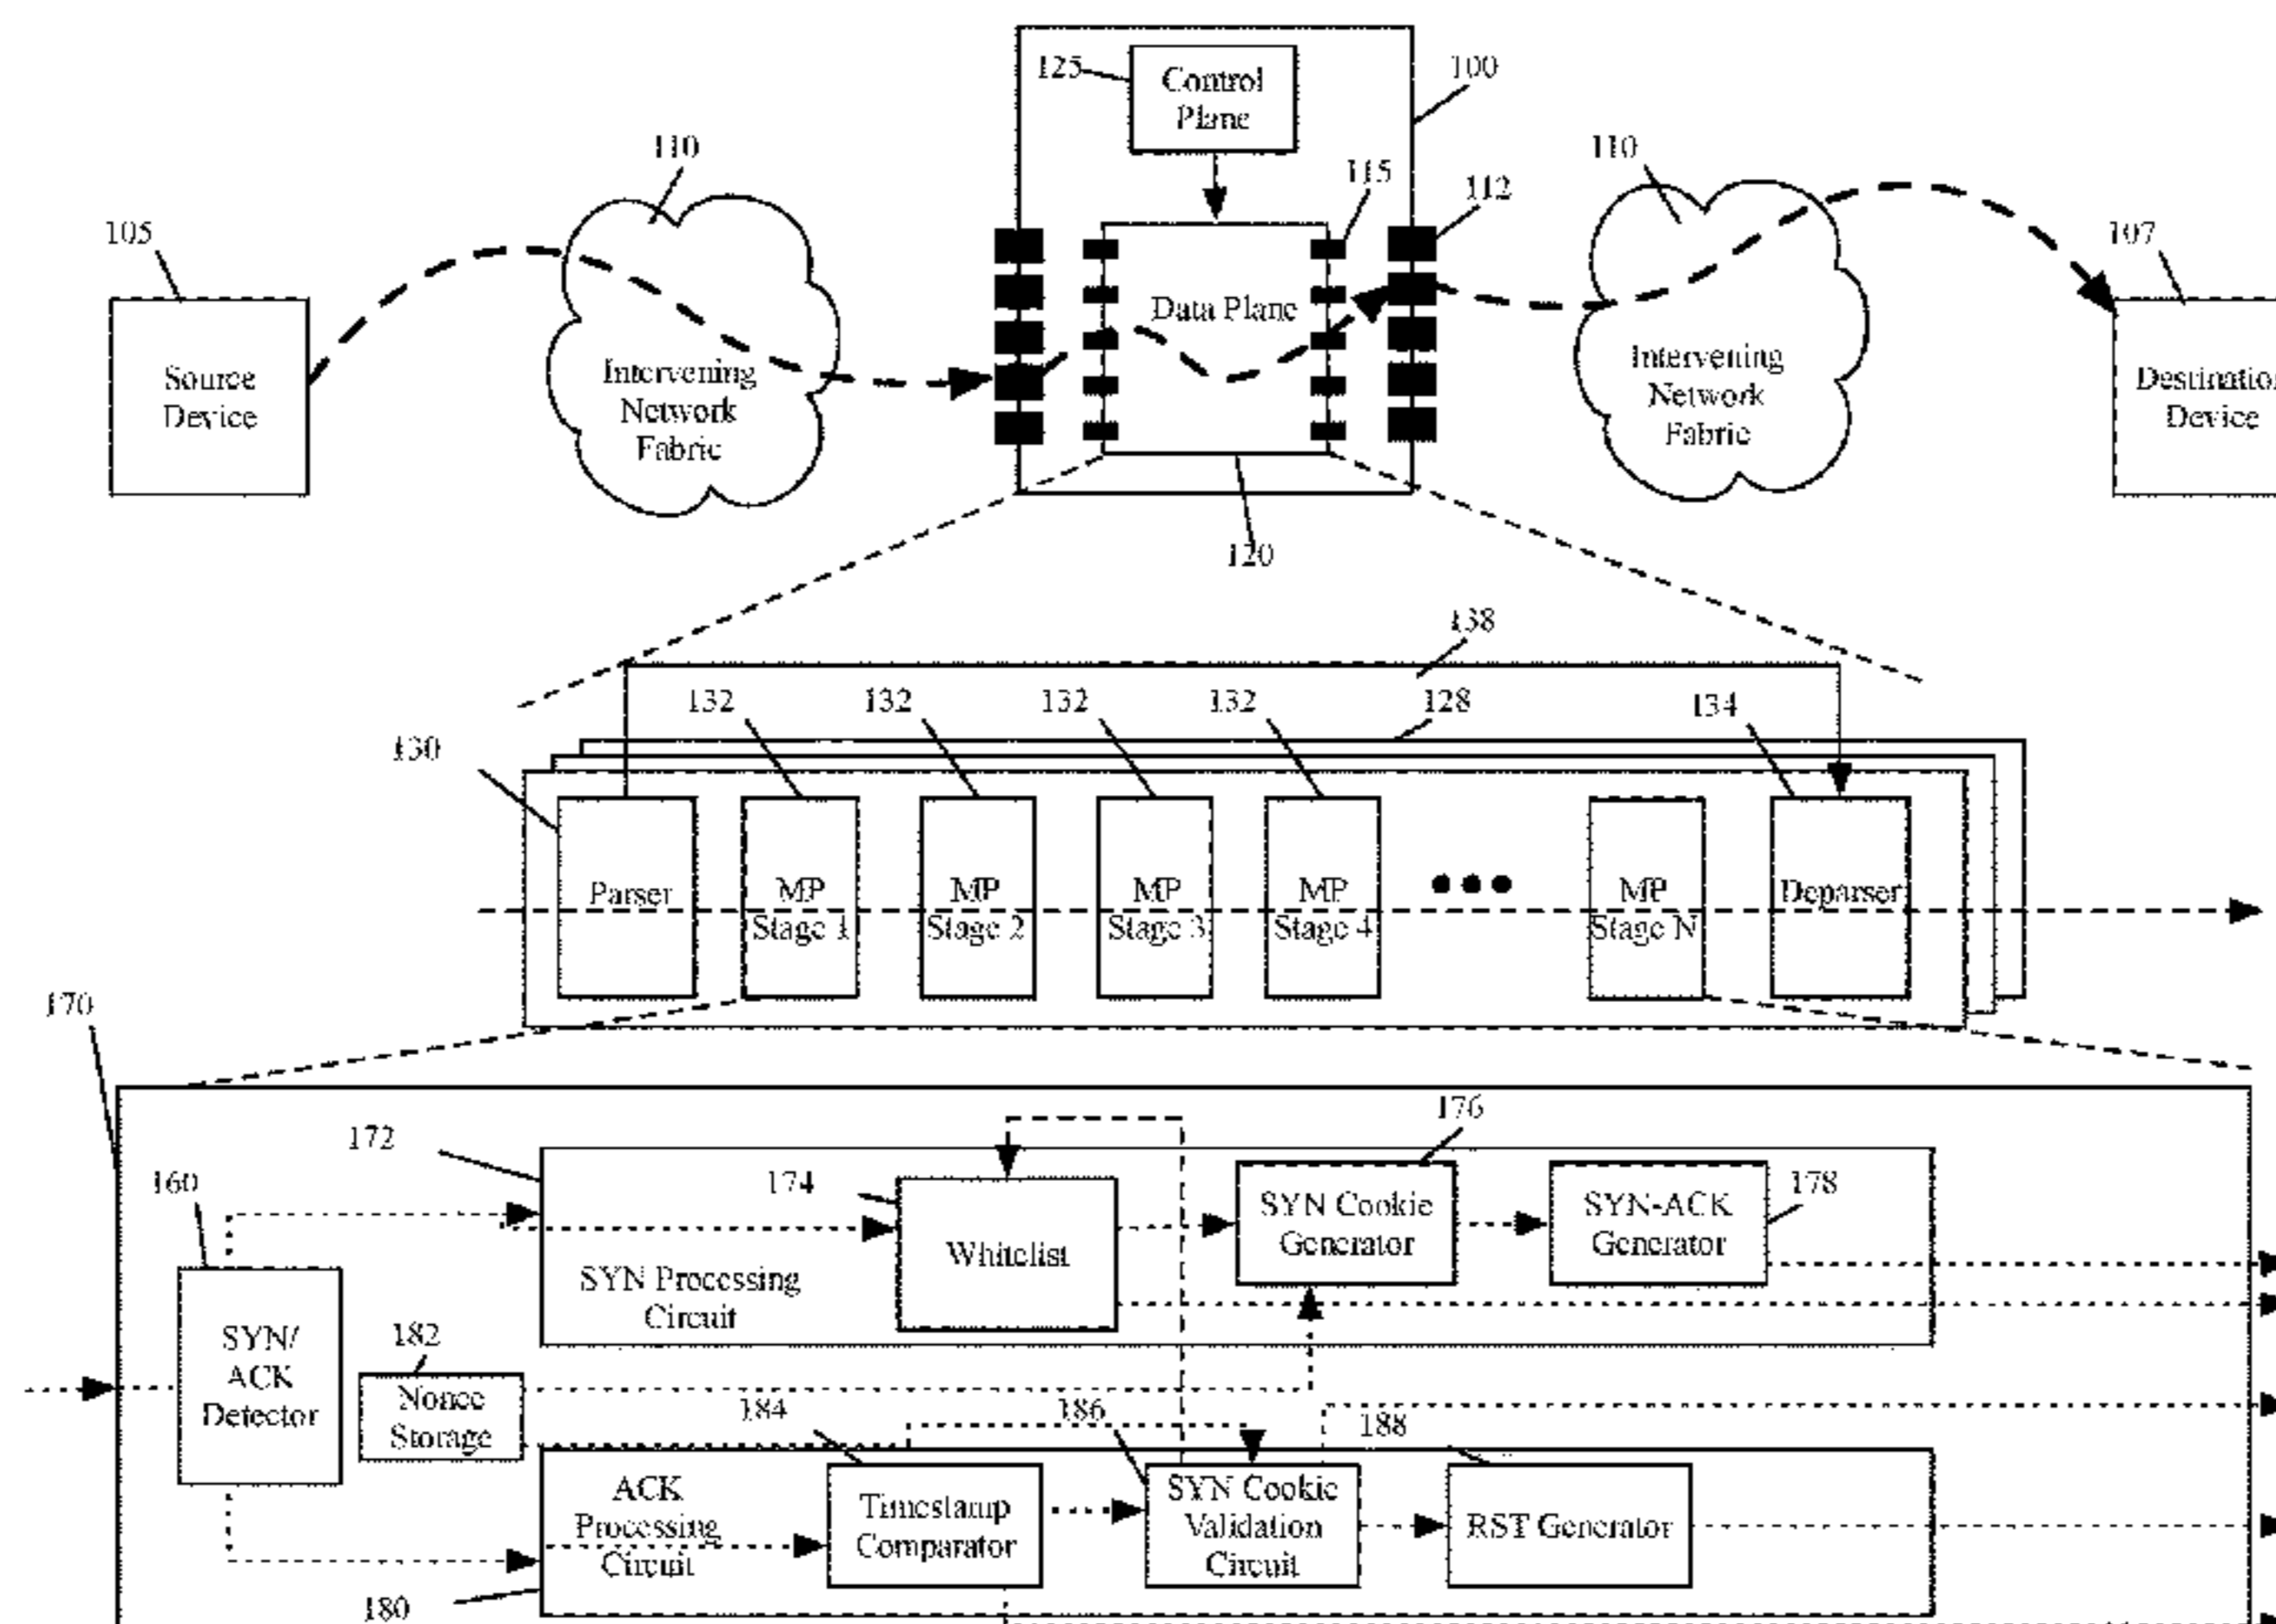 125
Control
Plane
100
110
110
115
112
105
107
Source
Device
Intervening
Network
Fabric
Data Plane
Intervening
Network
Fabric
Destination
Device
120
138
132
132
132
132
128
134
130
Parser
MP
Stage 1
MP
Stage 2
MP
Stage 3
MP
Stage 4
MP
Stage N
Deparser
170
172
176
160
174
178
SYN Cookie
Generator
SYN-ACK
Generator
Whitelist
SYN Processing
Circuit
SYN/
ACK
Detector
182
Nonce
Storage
184
186
188
ACK
Processing
Circuit
Timestamp
Comparator
SYN Cookie
Validation
Circuit
RST Generator
180